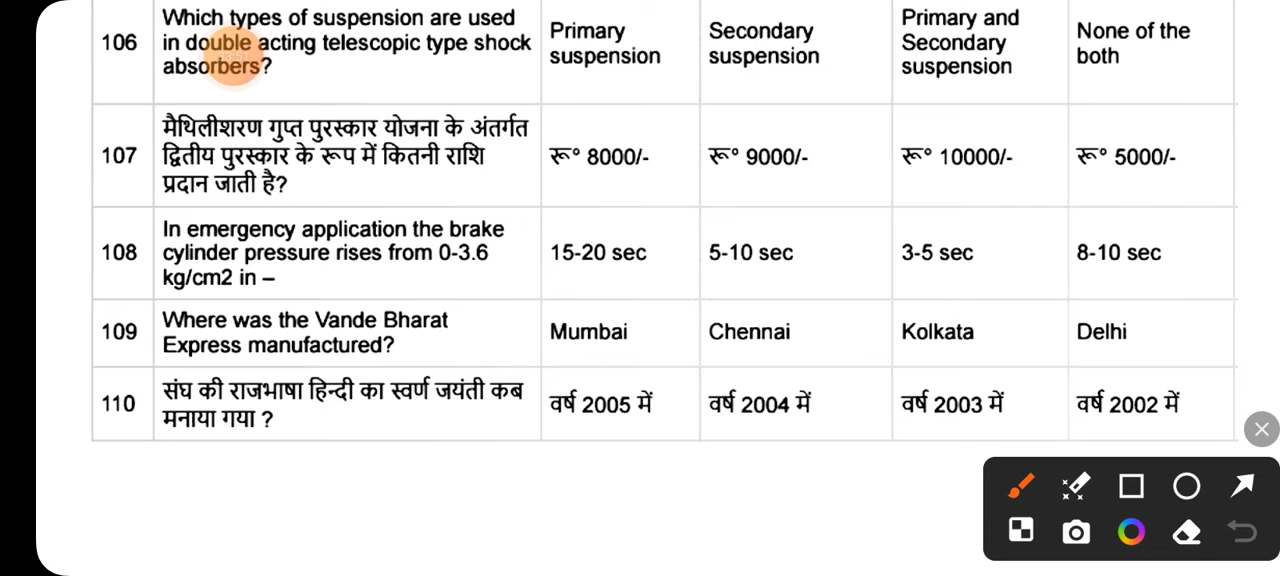 106 Which types of suspension are used in double acting telescopic type shock absorbers? Primary suspension Secondary suspension Primary and Secondary suspension None of the both
107 मैथिलीशरण गुप्त पुरस्कार योजना के अंतर्गत द्वितीय पुरस्कार के रूप में कितनी राशि प्रदान जाती है? रू० 8000/- रू० 9000/- रू० 10000/- रू० 5000/-
108 In emergency application the brake cylinder pressure rises from 0-3.6 kg/cm2 in – 15-20 sec 5-10 sec 3-5 sec 8-10 sec
109 Where was the Vande Bharat Express manufactured? Mumbai Chennai Kolkata Delhi
110 संघ की राजभाषा हिन्दी का स्वर्ण जयंती कब मनाया गया ? वर्ष 2005 में वर्ष 2004 में वर्ष 2003 में वर्ष 2002 में